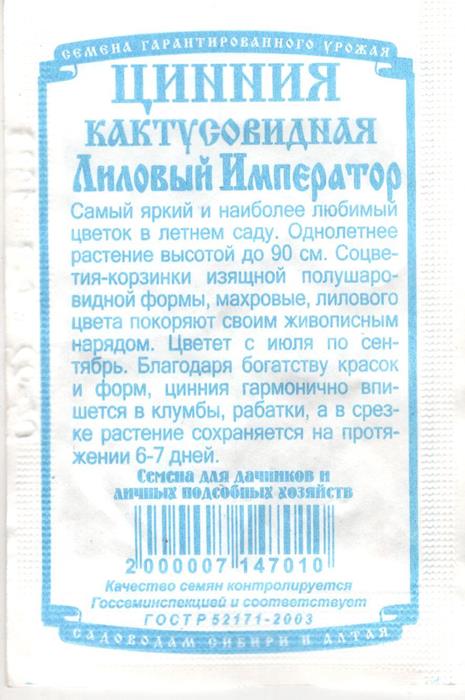 СЕМЕНА ГАРАНТИРОВАННОГО УРОЖАЯ
ЦИННИЯ
КАКТУСОВИДНАЯ
Лиловый Император
Самый яркий и наиболее любимый
цветок в летнем саду. Однолетнее
растение высотой до 90 см. Соцве-
тия-корзинки изящной полушаро-
видной формы, махровые, лилового
цвета покоряют своим живописным
нарядом. Цветет с июля по сен-
тябрь. Благодаря богатству красок
и форм, цинния гармонично впи-
шется в клумбы, рабатки, а в срез-
ке растение сохраняется на протя-
жении 6-7 дней.
Семена для дачников и
личных подсобных хозяйств
2 000007 147010
Качество семян контролируется
Госсеминспекцией и соответствует
ГОСТ Р 52171-2003
САДОВОДАМ СИБИРИ И АЛТАЯ